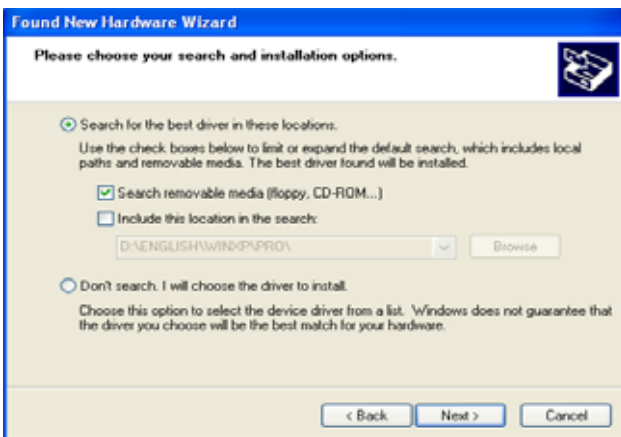 Found New Hardware Wizard
Please choose your search and installation options.
Search for the best driver in these locations.
Use the check boxes below to limit or expand the default search, which includes local
paths and removable media. The best driver found will be installed.
Search removable media (floppy, CD-ROM...)
Include this location in the search:
D:\ENGLISH\WINXP\PRO\
Browse
Don't search. I will choose the driver to install.
Choose this option to select the device driver from a list. Windows does not guarantee that
the driver you choose will be the best match for your hardware.
< Back Next > Cancel